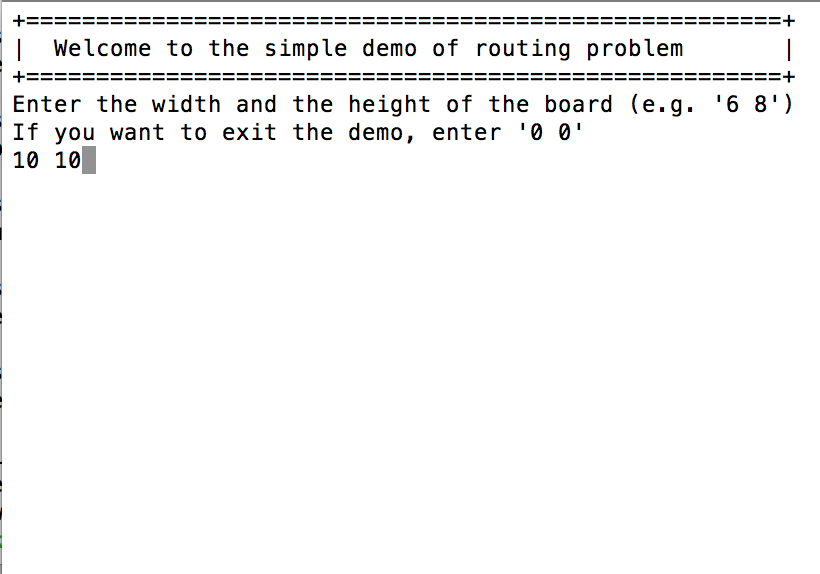 +======================================================+
|  Welcome to the simple demo of routing problem       |
+======================================================+
Enter the width and the height of the board (e.g. '6 8')
If you want to exit the demo, enter '0 0'
10 10